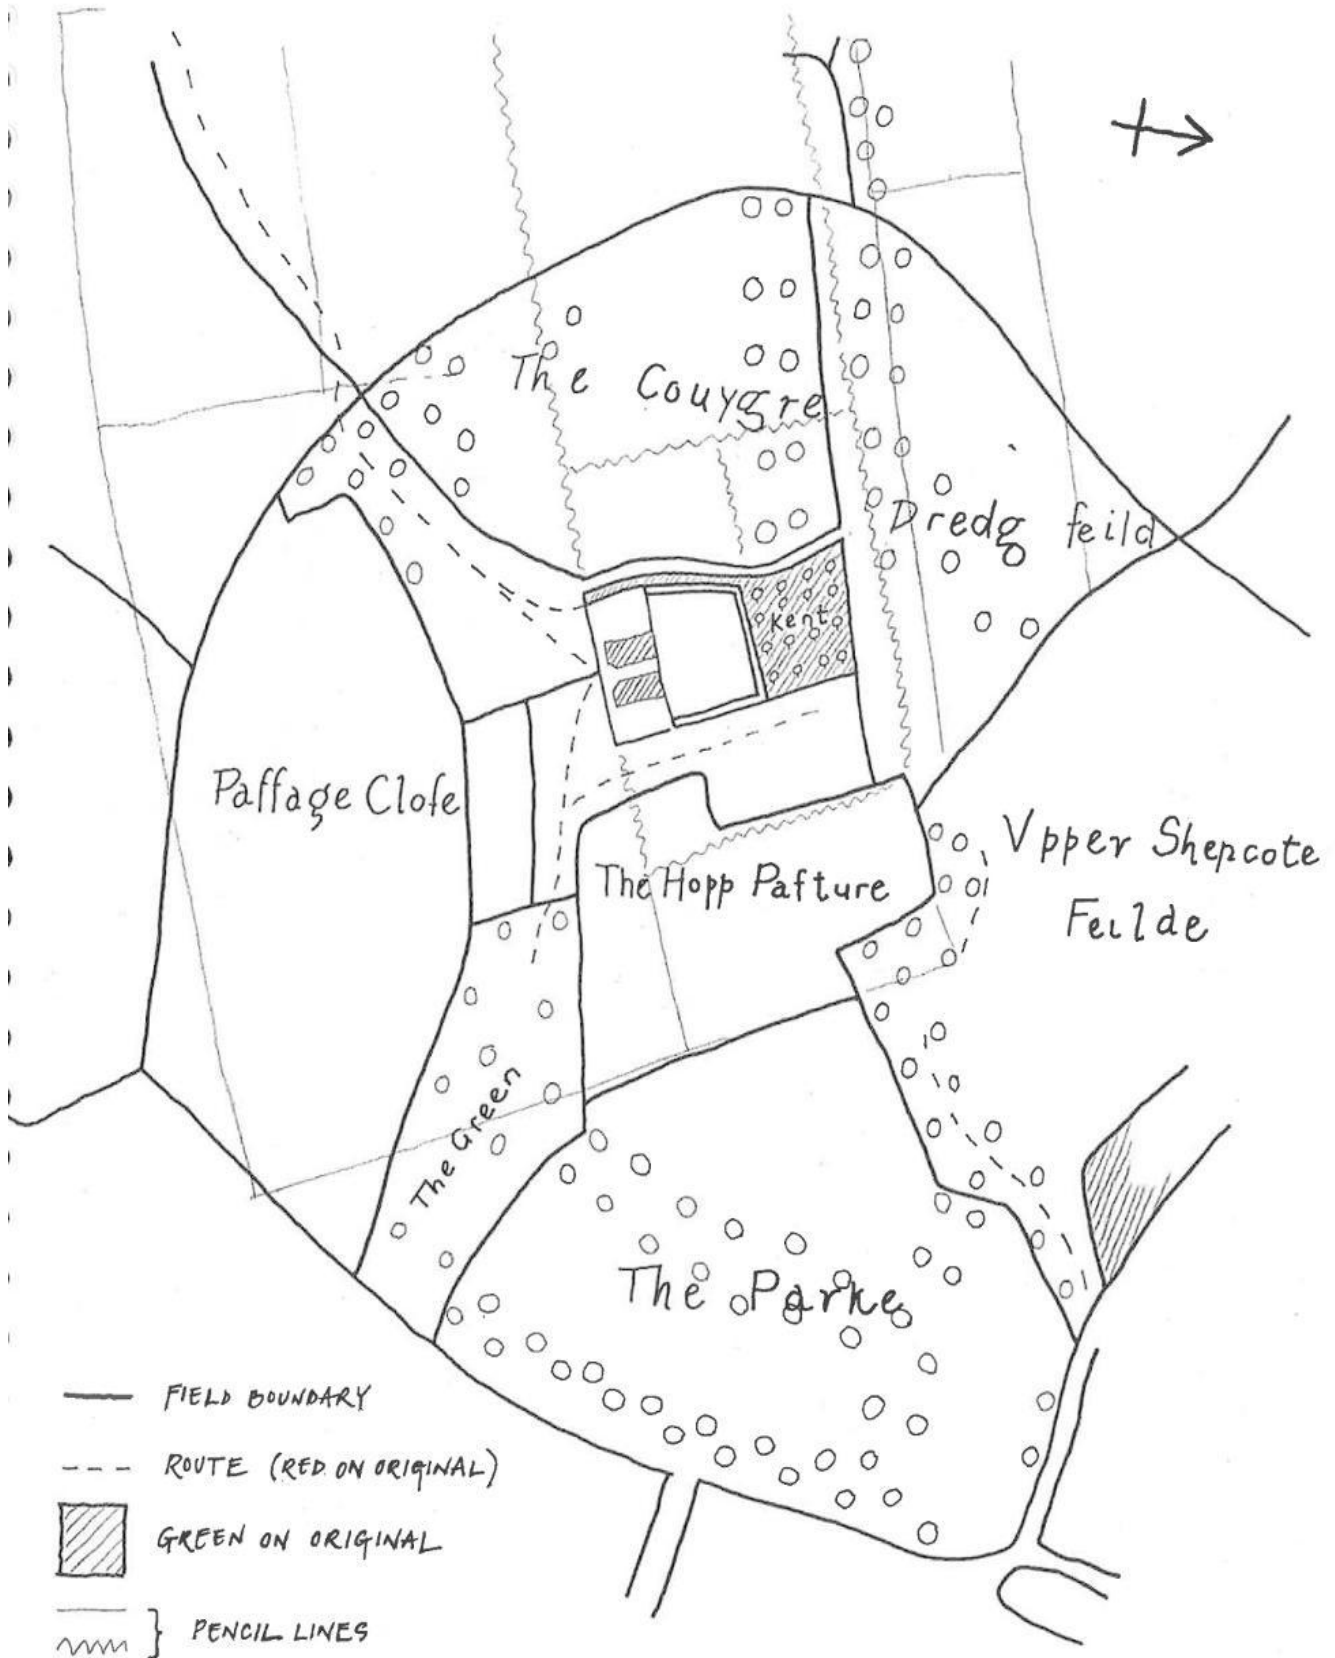 The Couygre
Dredg feild
Kent
Paffage Clofe
Vpper Shepcote
Feilde
The Hopp Pafture
The Green
The Parke
FIELD BOUNDARY
ROUTE (RED ON ORIGINAL)
GREEN ON ORIGINAL
PENCIL LINES